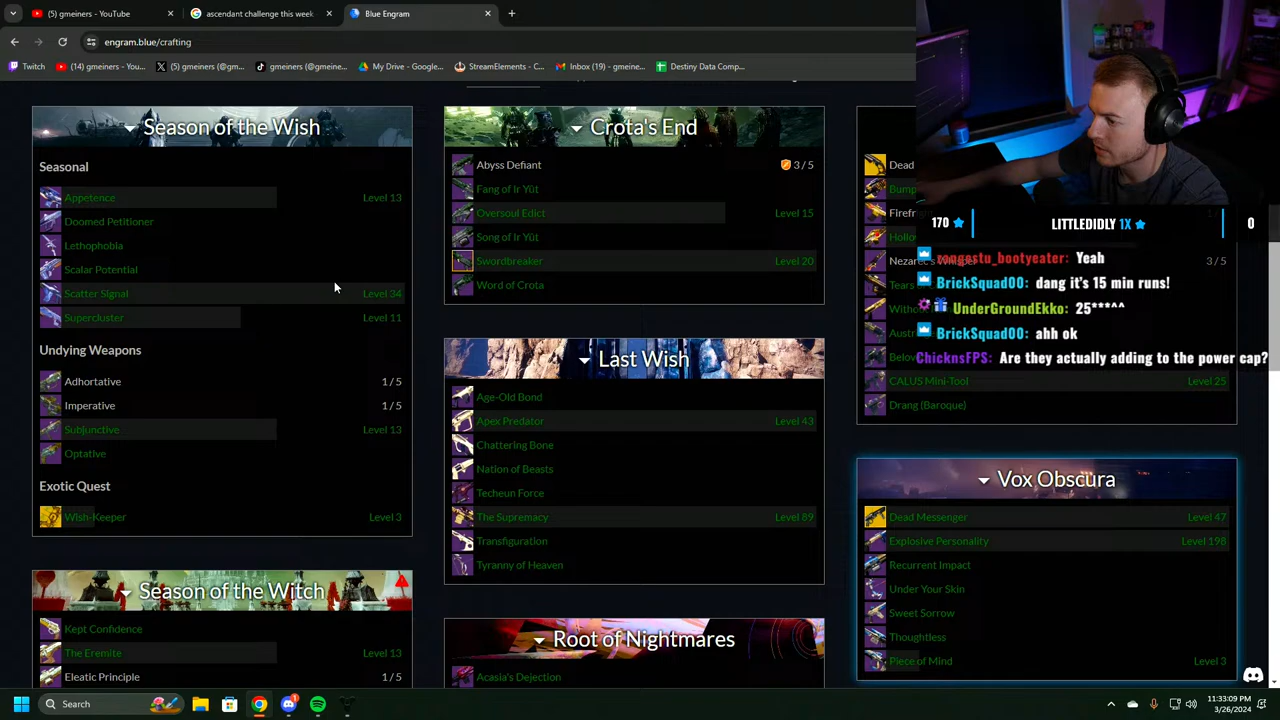 (5) gmeiners - YouTube
ascendant challenge this week
Blue Engram
engram.blue/crafting
Twitch
(14) gmeiners - You...
(5) gmeiners (@gm...
(@gmeine...
My Drive - Google...
StreamElements - C...
Inbox (19) - gmeine...
Destiny Data Comp...
Season of the Wish
Seasonal
Appetence Level 13
Doomed Petitioner
Lethophobia
Scalar Potential
Scatter Signal Level 34
Supercluster Level 11
Undying Weapons
Adhortative 1 / 5
Imperative 1 / 5
Subjunctive Level 13
Optative
Exotic Quest
Wish-Keeper Level 3
Season of the Witch
Kept Confidence
The Eremite Level 13
Eleatic Principle 1 / 5
Crota's End
Abyss Defiant 3 / 5
Fang of Ir Yût
Oversoul Edict Level 15
Song of Ir Yût
Swordbreaker Level 20
Word of Crota
Last Wish
Age-Old Bond
Apex Predator Level 43
Chattering Bone
Nation of Beasts
Techeun Force
The Supremacy Level 89
Transfiguration
Tyranny of Heaven
Root of Nightmares
Acasia's Dejection
Dead
Bump
Firef
Hollo
Nezarec's 3 / 5
Tears
Witho
Austr
Belov
CALUS Mini-Tool Level 25
Drang (Baroque)
Vox Obscura
Dead Messenger Level 47
Explosive Personality Level 198
Recurrent Impact
Under Your Skin
Sweet Sorrow
Thoughtless
Piece of Mind Level 3
170
LITTLEDIDLY 1X
0
Yeah
BrickSquad00: dang it's 15 min runs!
UnderGroundEkko: 25***^^
BrickSquad00: ahh ok
ChicknsFPS: Are they actually adding to the power cap?
Search
11:33:09 PM
3/26/2024